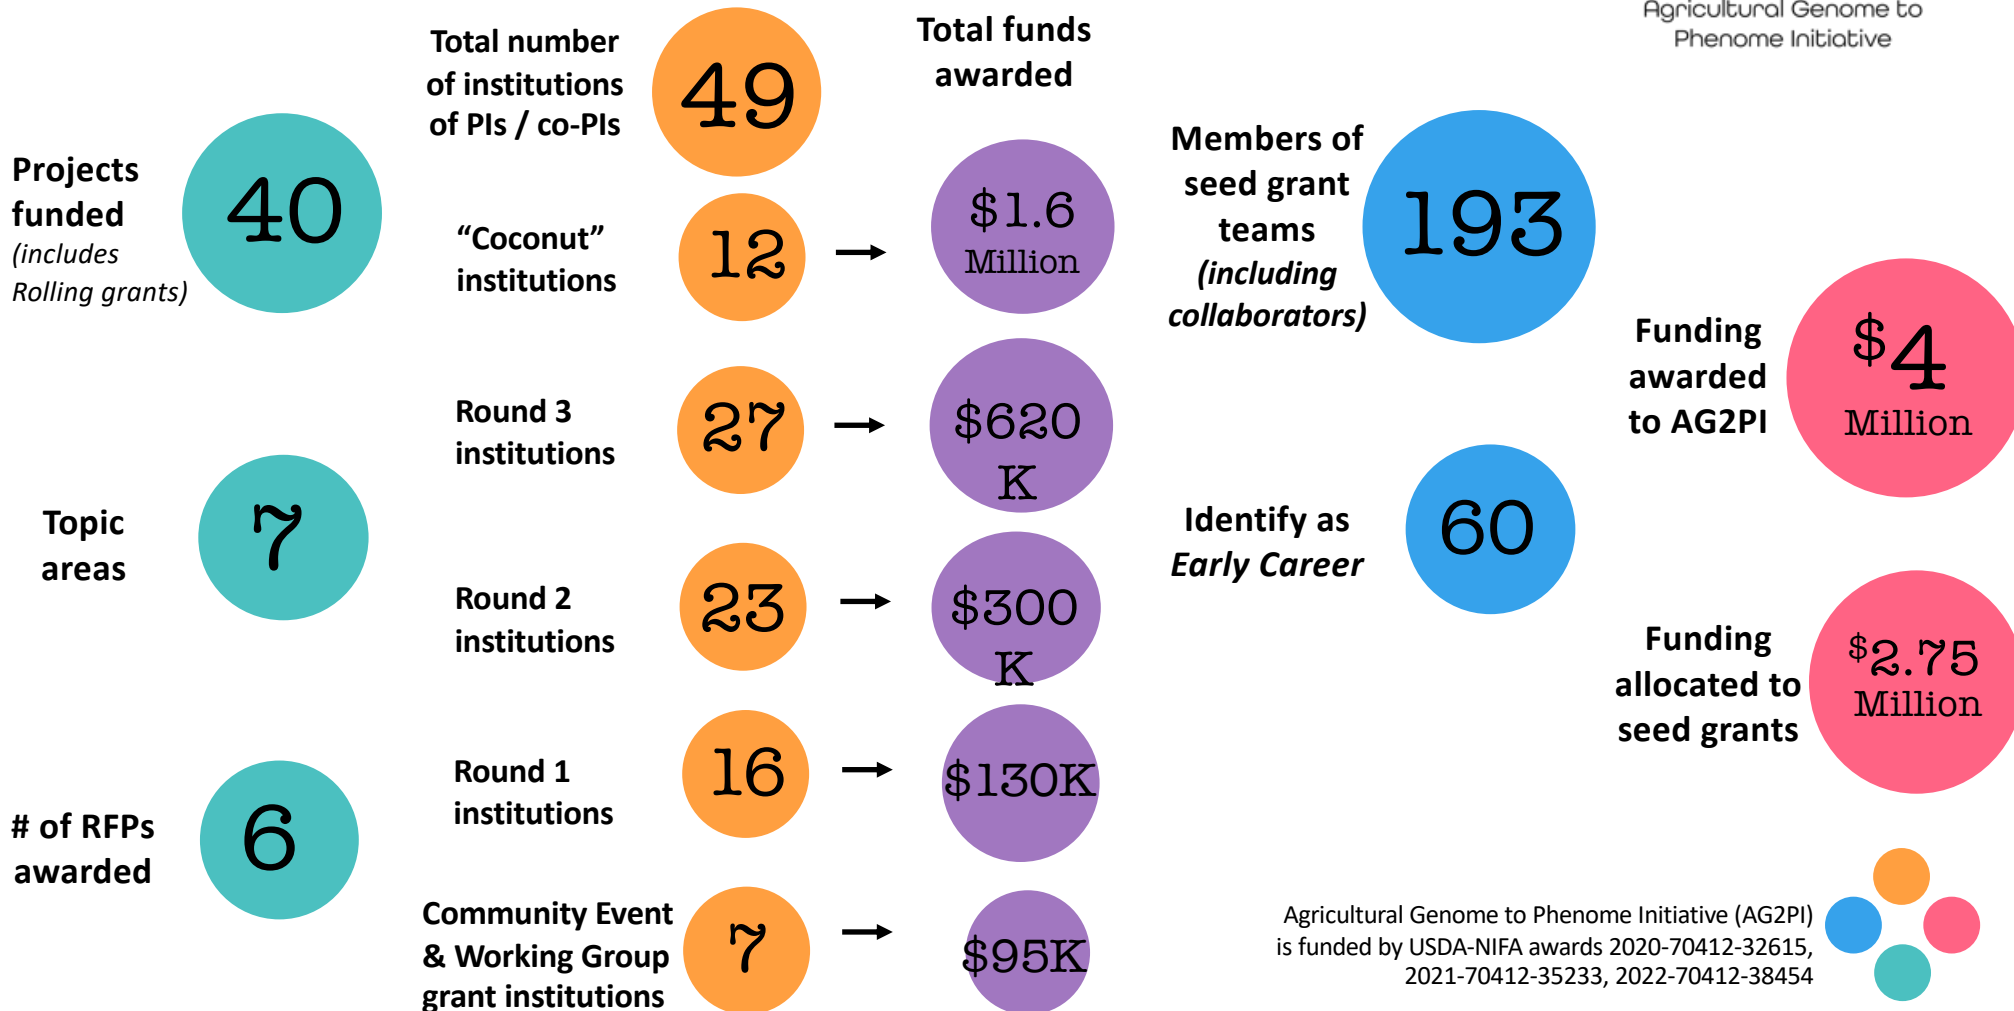 Agricultural Genome to
Phenome Initiative
Projects
funded
(includes
Rolling grants)
40
Topic
areas
7
# of RFPs
awarded
6
Total number
of institutions
of PIs / co-PIs
49
Total funds
awarded
“Coconut”
institutions
12
$1.6
Million
Round 3
institutions
27
$620
K
Round 2
institutions
23
$300
K
Round 1
institutions
16
$130K
Community Event
& Working Group
grant institutions
7
$95K
Members of
seed grant
teams
(including
collaborators)
193
Identify as
Early Career
60
Funding
awarded
to AG2PI
$4
Million
Funding
allocated to
seed grants
$2.75
Million
Agricultural Genome to Phenome Initiative (AG2PI)
is funded by USDA-NIFA awards 2020-70412-32615,
2021-70412-35233, 2022-70412-38454